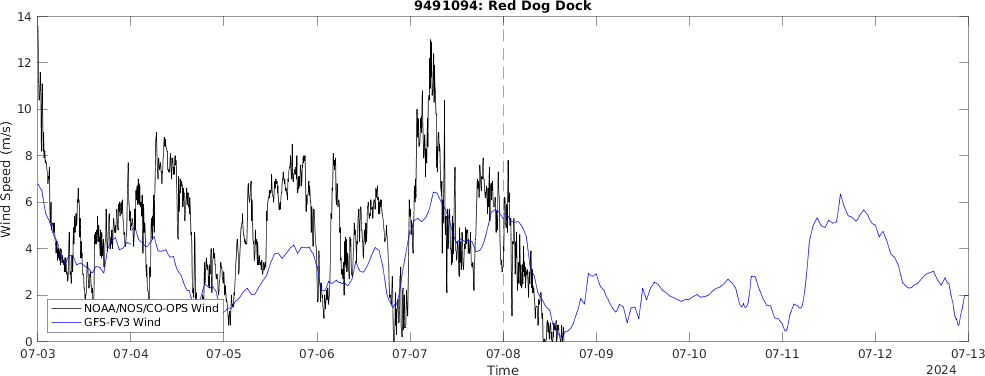 9491094: Red Dog Dock
Wind Speed (m/s)
14
12
10
8
6
4
2
0
NOAA/NOS/CO-OPS Wind
GFS-FV3 Wind
07-03 07-04 07-05 07-06 07-07 07-08 07-09 07-10 07-11 07-12 07-13
Time
2024